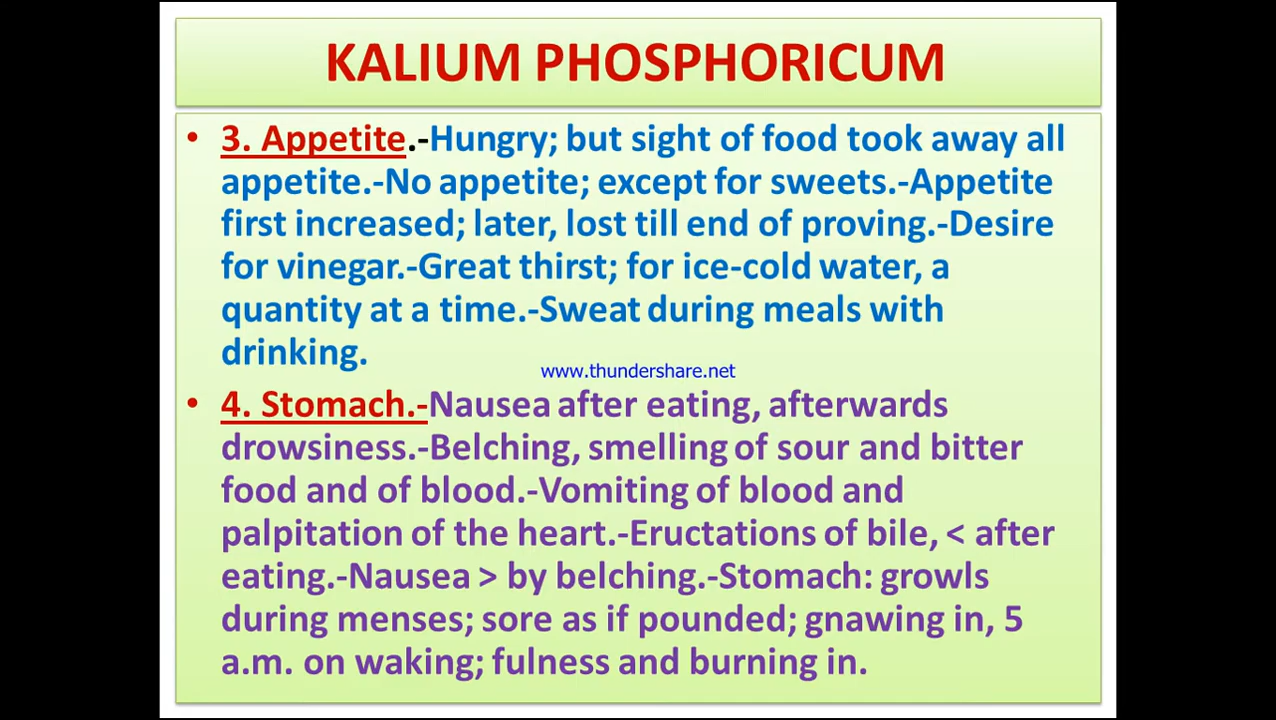 KALIUM PHOSPHORICUM
• 3. Appetite.-Hungry; but sight of food took away all
appetite.-No appetite; except for sweets.-Appetite
first increased; later, lost till end of proving.-Desire
for vinegar.-Great thirst; for ice-cold water, a
quantity at a time.-Sweat during meals with
drinking.
www.thundershare.net
• 4. Stomach.-Nausea after eating, afterwards
drowsiness.-Belching, smelling of sour and bitter
food and of blood.-Vomiting of blood and
palpitation of the heart.-Eructations of bile, < after
eating.-Nausea > by belching.-Stomach: growls
during menses; sore as if pounded; gnawing in, 5
a.m. on waking; fulness and burning in.